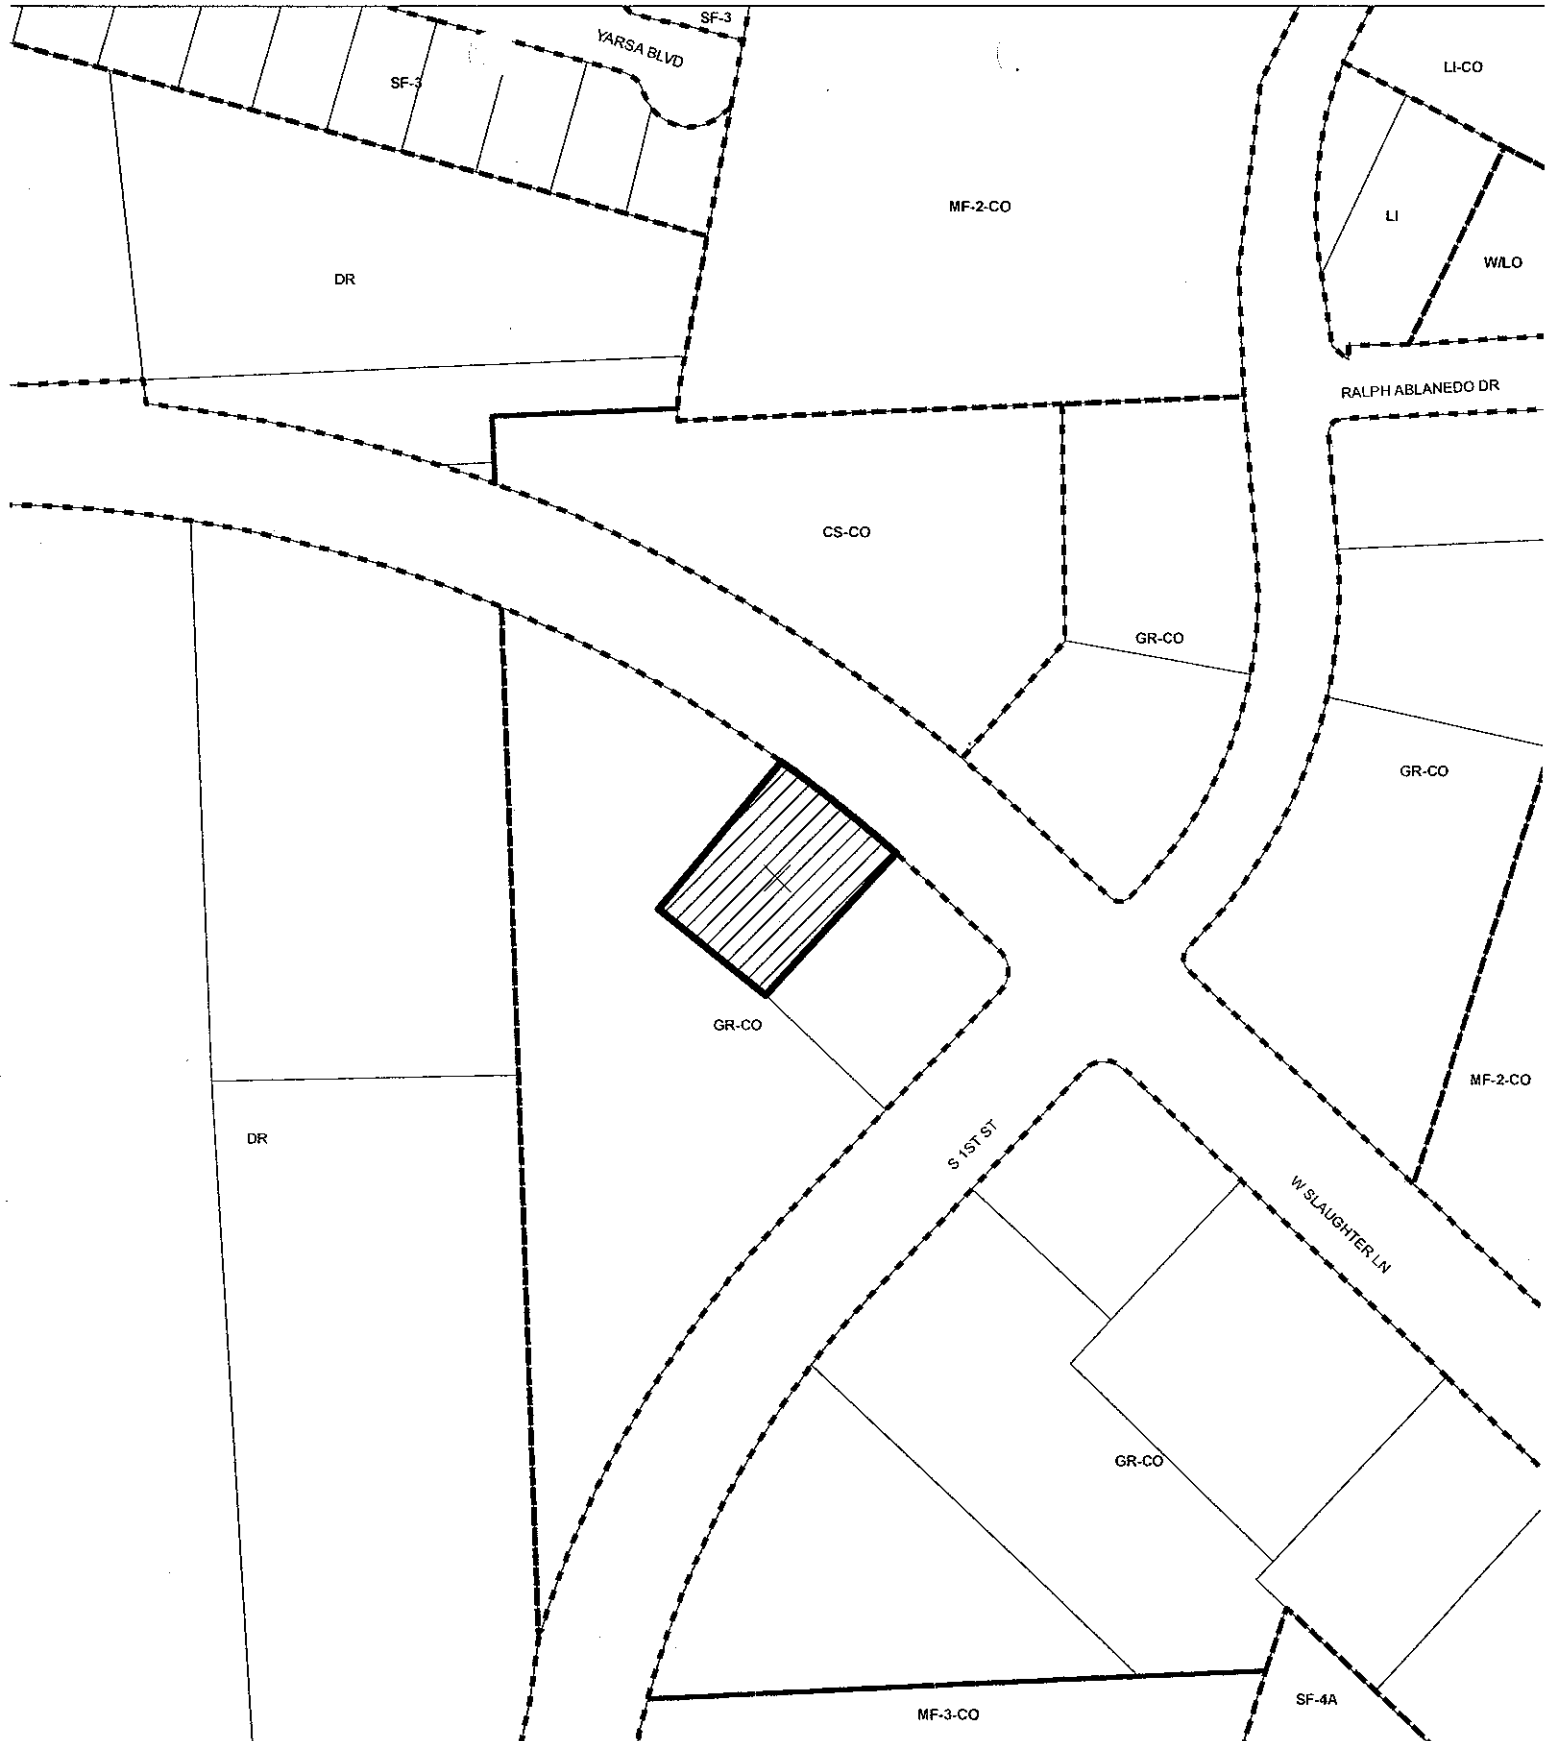 SF-3
YARSA BLVD
LI-CO
SF-3
MF-2-CO
LI
W/LO
DR
RALPH ABLANEDO DR
CS-CO
GR-CO
GR-CO
GR-CO
MF-2-CO
DR
S 1ST ST
W SLAUGHTER LN
GR-CO
SF-4A
MF-3-CO